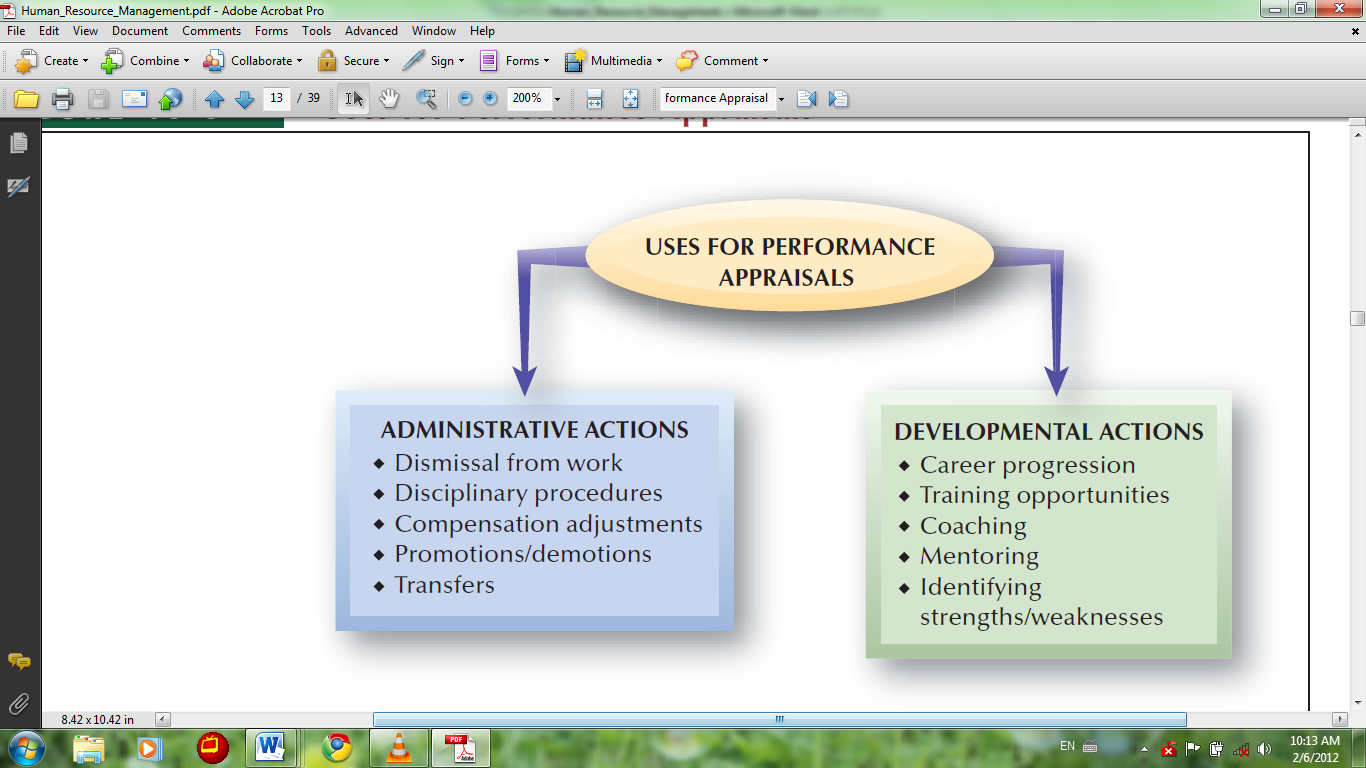 Human_Resource_Management.pdf - Adobe Acrobat Pro
File Edit View Document Comments Forms Tools Advanced Window Help
Create Combine Collaborate Secure Sign Forms Multimedia Comment
13 / 39 200% formance Appraisal
USES FOR PERFORMANCE
APPRAISALS
ADMINISTRATIVE ACTIONS
Dismissal from work
Disciplinary procedures
Compensation adjustments
Promotions/demotions
Transfers
DEVELOPMENTAL ACTIONS
Career progression
Training opportunities
Coaching
Mentoring
Identifying
strengths/weaknesses
8.42 x 10.42 in
EN
10:13 AM
2/6/2012